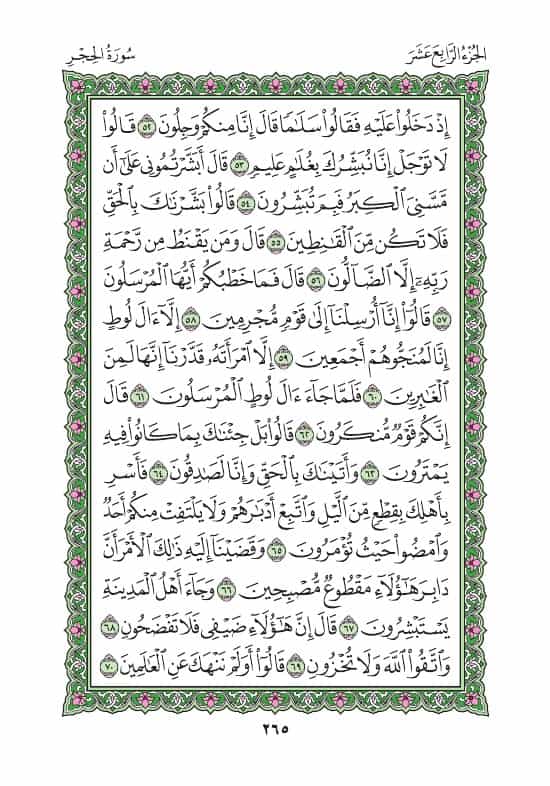 الجُزْءُ الرَّابِعَ عَشَرَ
سُورَةُ الحِجْرِ
إِذْ دَخَلُوا۟ عَلَيْهِ فَقَالُوا۟ سَلَـٰمًا قَالَ إِنَّا مِنكُمْ وَجِلُونَ ٥٢ قَالُوا۟
لَا تَوْجَلْ إِنَّا نُبَشِّرُكَ بِغُلَـٰمٍ عَلِيمٍ ٥٣ قَالَ أَبَشَّرْتُمُونِى عَلَىٰٓ أَن
مَّسَّنِىَ ٱلْكِبَرُ فَبِمَ تُبَشِّرُونَ ٥٤ قَالُوا۟ بَشَّرْنَـٰكَ بِٱلْحَقِّ
فَلَا تَكُن مِّنَ ٱلْقَـٰنِطِينَ ٥٥ قَالَ وَمَن يَقْنَطُ مِن رَّحْمَةِ
رَبِّهِۦٓ إِلَّا ٱلضَّآلُّونَ ٥٦ قَالَ فَمَا خَطْبُكُمْ أَيُّهَا ٱلْمُرْسَلُونَ
٥٧ قَالُوٓا۟ إِنَّآ أُرْسِلْنَآ إِلَىٰ قَوْمٍ مُّجْرِمِينَ ٥٨ إِلَّآ ءَالَ لُوطٍ
إِنَّا لَمُنَجُّوهُمْ أَجْمَعِينَ ٥٩ إِلَّا ٱمْرَأَتَهُۥ قَدَّرْنَآ إِنَّهَا لَمِنَ
ٱلْغَـٰبِرِينَ ٦٠ فَلَمَّا جَآءَ ءَالَ لُوطٍ ٱلْمُرْسَلُونَ ٦١ قَالَ
إِنَّكُمْ قَوْمٌ مُّنكَرُونَ ٦٢ قَالُوا۟ بَلْ جِئْنَـٰكَ بِمَا كَانُوا۟ فِيهِ
يَمْتَرُونَ ٦٣ وَأَتَيْنَـٰكَ بِٱلْحَقِّ وَإِنَّا لَصَـٰدِقُونَ ٦٤ فَأَسْرِ
بِأَهْلِكَ بِقِطْعٍ مِّنَ ٱلَّيْلِ وَٱتَّبِعْ أَدْبَـٰرَهُمْ وَلَا يَلْتَفِتْ مِنكُمْ أَحَدٌ
وَٱمْضُوا۟ حَيْثُ تُؤْمَرُونَ ٦٥ وَقَضَيْنَآ إِلَيْهِ ذَٰلِكَ ٱلْأَمْرَ أَنَّ
دَابِرَ هَـٰٓؤُلَآءِ مَقْطُوعٌ مُّصْبِحِينَ ٦٦ وَجَآءَ أَهْلُ ٱلْمَدِينَةِ
يَسْتَبْشِرُونَ ٦٧ قَالَ إِنَّ هَـٰٓؤُلَآءِ ضَيْفِى فَلَا تَفْضَحُونِ ٦٨
وَٱتَّقُوا۟ ٱللَّهَ وَلَا تُخْزُونِ ٦٩ قَالُوٓا۟ أَوَلَمْ نَنْهَكَ عَنِ ٱلْعَـٰلَمِينَ ٧٠
٢٦٥